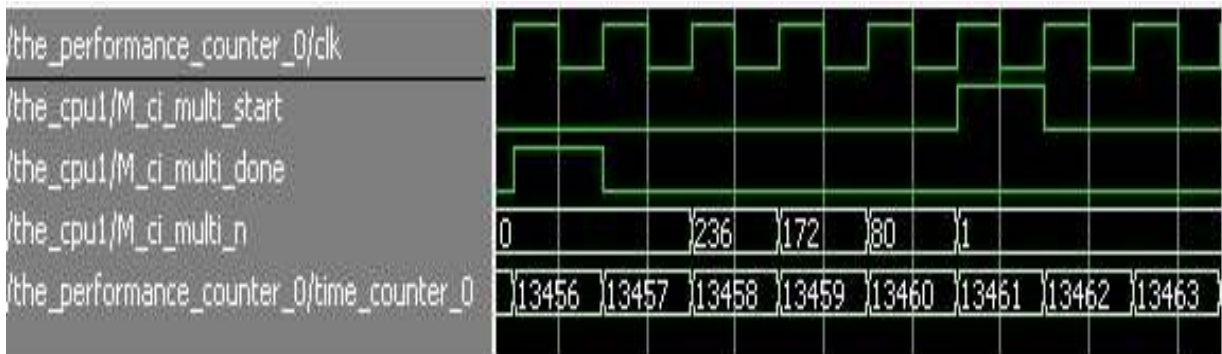 /the_performance_counter_0/clk
/the_cpu1/M_ci_multi_start
/the_cpu1/M_ci_multi_done
/the_cpu1/M_ci_multi_n 0 236 172 80 1
/the_performance_counter_0/time_counter_0 13456 13457 13458 13459 13460 13461 13462 13463